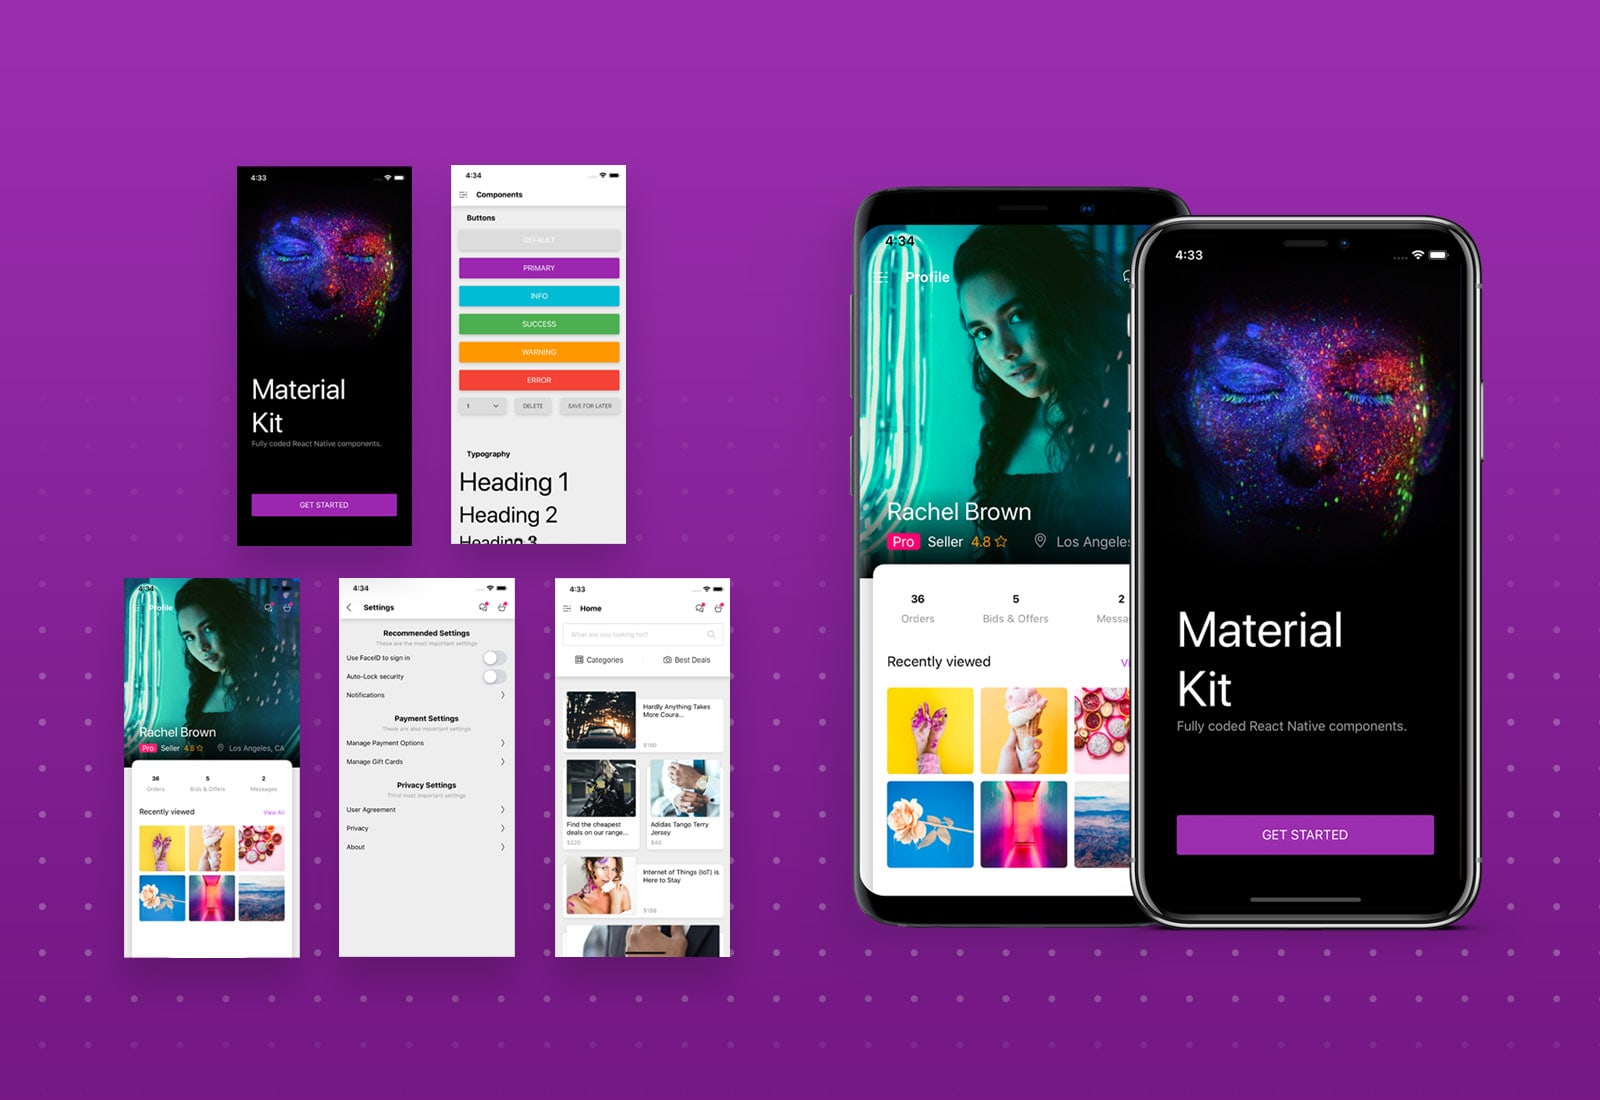 4:33
Material
Kit
Fully coded React Native components.
GET STARTED
4:34
Components
Buttons
DEFAULT
PRIMARY
INFO
SUCCESS
WARNING
ERROR
1
DELETE
SAVE FOR LATER
Typography
Heading 1
Heading 2
Heading 3
4:34
Profile
Rachel Brown
Pro Seller 4.8 Los Angeles, CA
36 5 2
Orders Bids & Offers Messages
Recently viewed View All
4:34
Settings
Recommended Settings
These are the most important settings
Use FaceID to sign in
Auto-Lock security
Notifications
Payment Settings
These are also important settings
Manage Payment Options
Manage Gift Cards
Privacy Settings
Third most important settings
User Agreement
Privacy
About
4:33
Home
What are you looking for?
Categories Best Deals
Hardly Anything Takes
More Coura...
$180
Find the cheapest
deals on our range...
$220
Adidas Tango Terry
Jersey
$40
Internet of Things (IoT) is
Here to Stay
$188
4:34
Profile
Rachel Brown
Pro Seller 4.8 Los Angeles
36 5 2
Orders Bids & Offers Messa
Recently viewed Vi
4:33
Material
Kit
Fully coded React Native components.
GET STARTED